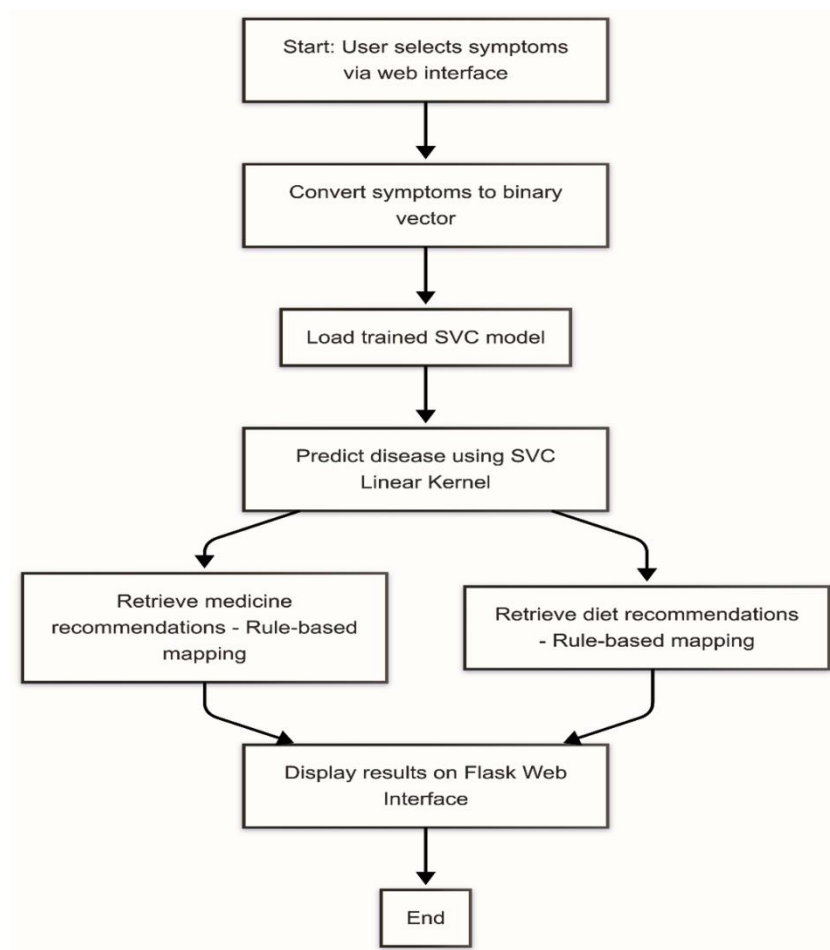 Start: User selects symptoms
via web interface
Convert symptoms to binary
vector
Load trained SVC model
Predict disease using SVC
Linear Kernel
Retrieve medicine
recommendations - Rule-based
mapping
Retrieve diet recommendations
- Rule-based mapping
Display results on Flask Web
Interface
End